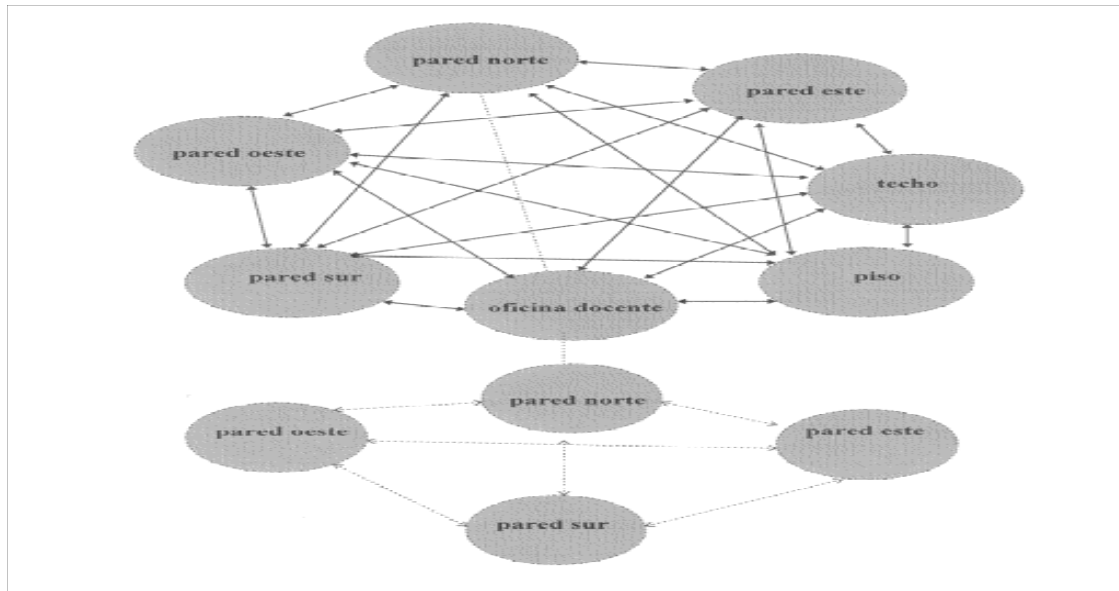 pared norte
pared este
pared oeste
techo
pared sur
piso
oficina docente
pared norte
pared oeste
pared este
pared sur